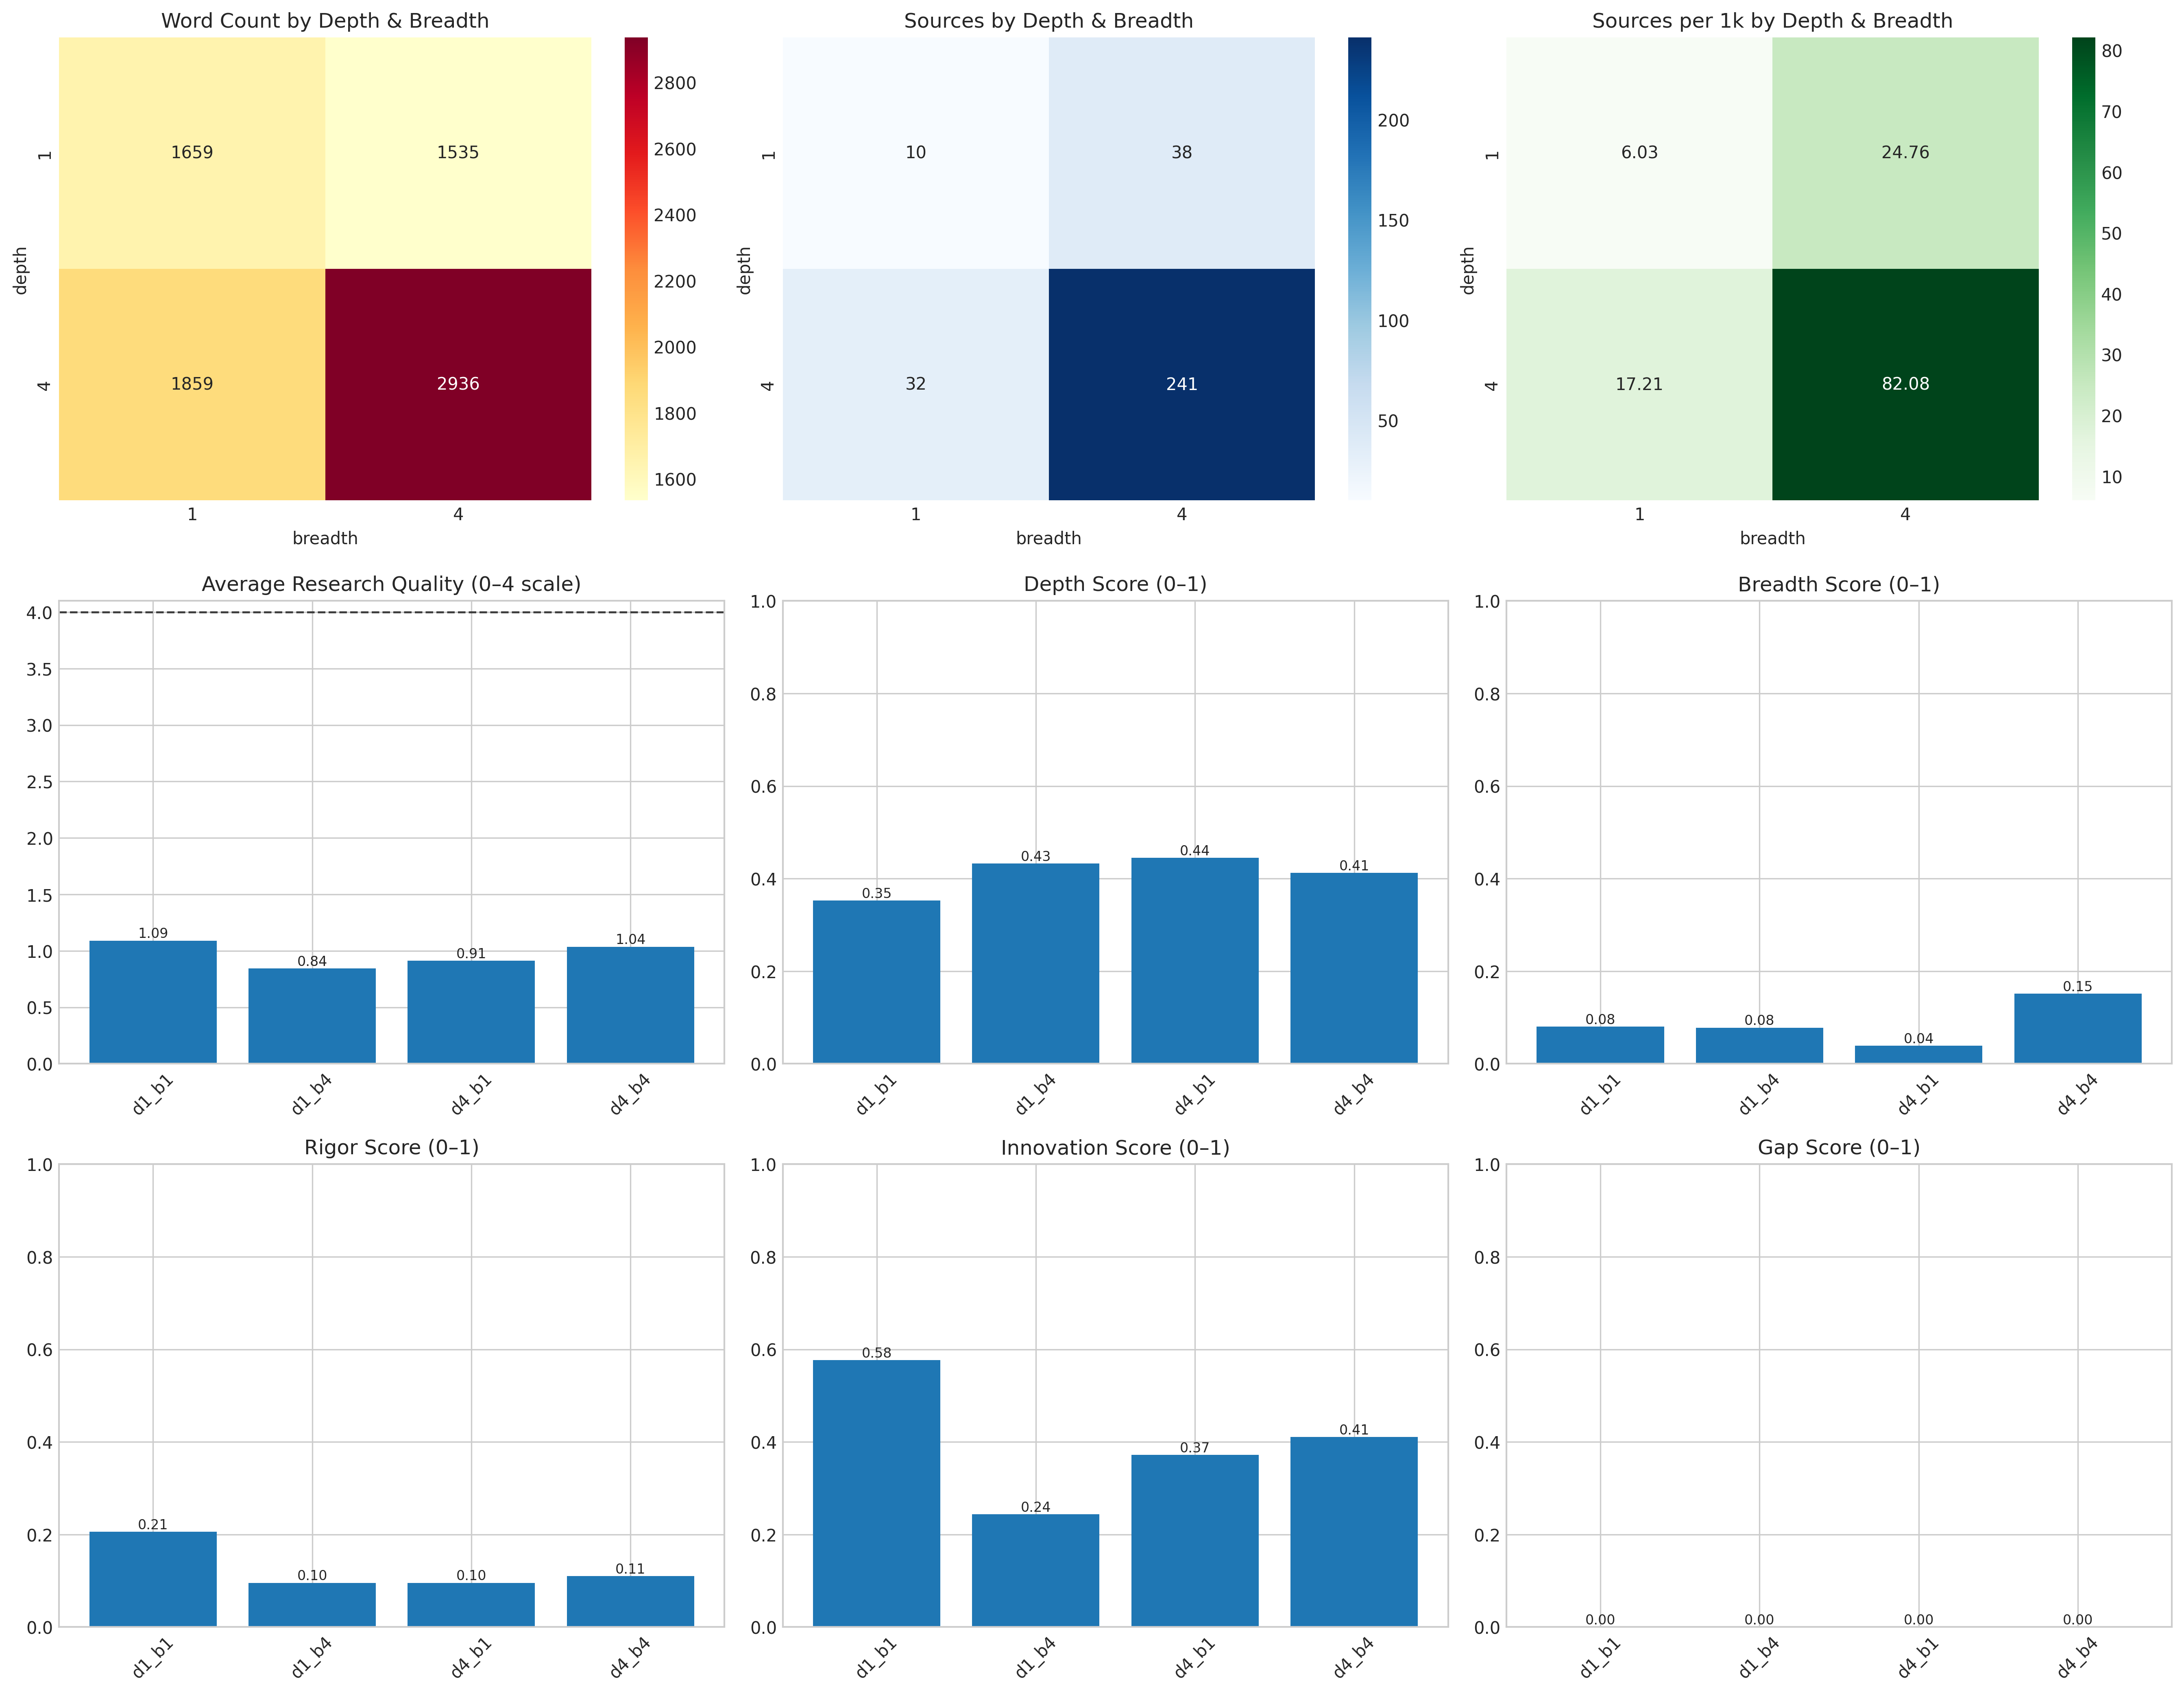 Word Count by Depth & Breadth
1659
1535
1859
2936
1
4
depth
1
4
breadth
2800
2600
2400
2200
2000
1800
1600
Sources by Depth & Breadth
10
38
32
241
1
4
depth
1
4
breadth
200
150
100
50
Sources per 1k by Depth & Breadth
6.03
24.76
17.21
82.08
1
4
depth
1
4
breadth
80
70
60
50
40
30
20
10
Average Research Quality (0–4 scale)
4.0
3.5
3.0
2.5
2.0
1.5
1.0
0.5
0.0
1.09
0.84
0.91
1.04
d1_b1
d1_b4
d4_b1
d4_b4
Depth Score (0–1)
1.0
0.8
0.6
0.4
0.2
0.0
0.35
0.43
0.44
0.41
d1_b1
d1_b4
d4_b1
d4_b4
Breadth Score (0–1)
1.0
0.8
0.6
0.4
0.2
0.0
0.08
0.08
0.04
0.15
d1_b1
d1_b4
d4_b1
d4_b4
Rigor Score (0–1)
1.0
0.8
0.6
0.4
0.2
0.0
0.21
0.10
0.10
0.11
d1_b1
d1_b4
d4_b1
d4_b4
Innovation Score (0–1)
1.0
0.8
0.6
0.4
0.2
0.0
0.58
0.24
0.37
0.41
d1_b1
d1_b4
d4_b1
d4_b4
Gap Score (0–1)
1.0
0.8
0.6
0.4
0.2
0.0
0.00
0.00
0.00
0.00
d1_b1
d1_b4
d4_b1
d4_b4